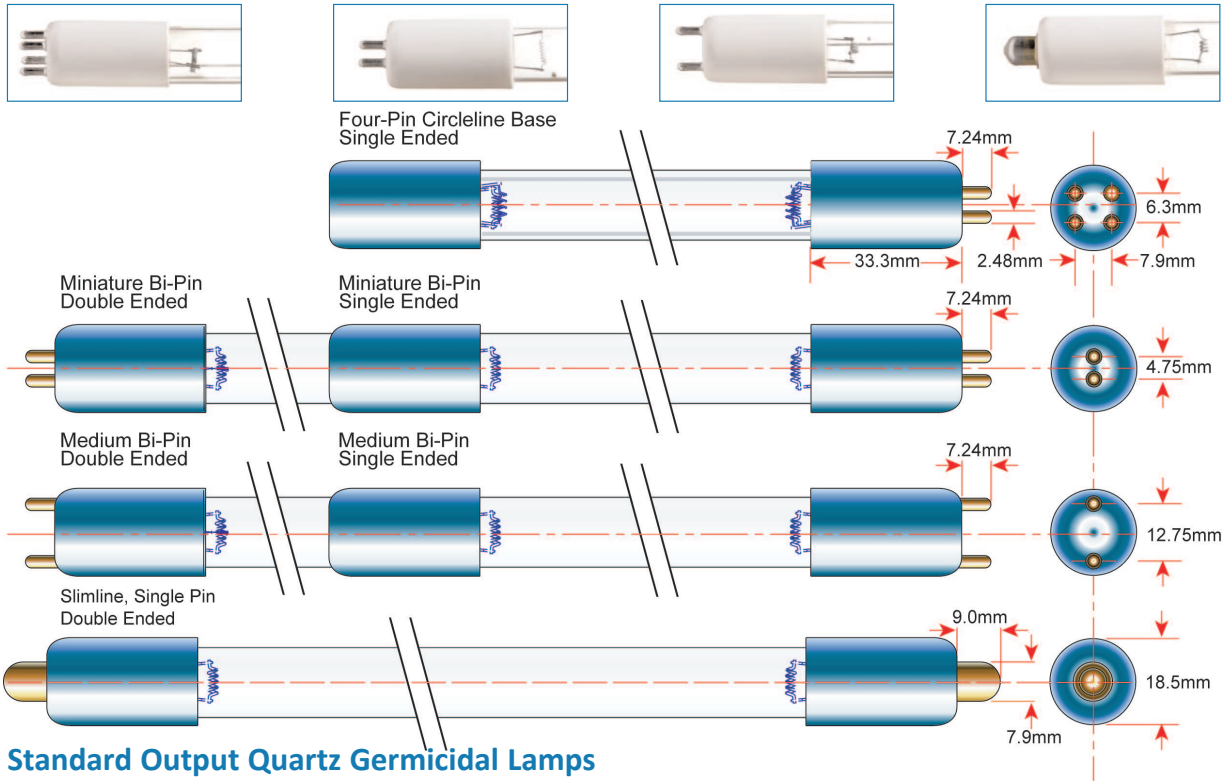 Four-Pin Circleline Base
Single Ended
7.24mm
6.3mm
33.3mm
2.48mm
7.9mm
Miniature Bi-Pin
Double Ended
Miniature Bi-Pin
Single Ended
7.24mm
4.75mm
Medium Bi-Pin
Double Ended
Medium Bi-Pin
Single Ended
7.24mm
12.75mm
Slimline, Single Pin
Double Ended
9.0mm
18.5mm
7.9mm
Standard Output Quartz Germicidal Lamps